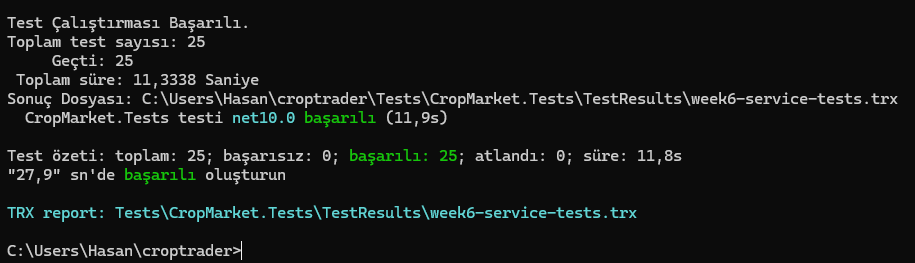 Test Çalıştırması Başarılı.
Toplam test sayısı: 25
Geçti: 25
Toplam süre: 11,3338 Saniye
Sonuç Dosyası: C:\Users\Hasan\croptrader\Tests\CropMarket.Tests\TestResults\week6-service-tests.trx
CropMarket.Tests testi net10.0 başarılı (11,9s)
Test özeti: toplam: 25; başarısız: 0; başarılı: 25; atlandı: 0; süre: 11,8s
"27,9" sn'de başarılı oluşturun
TRX report: Tests\CropMarket.Tests\TestResults\week6-service-tests.trx
C:\Users\Hasan\croptrader>